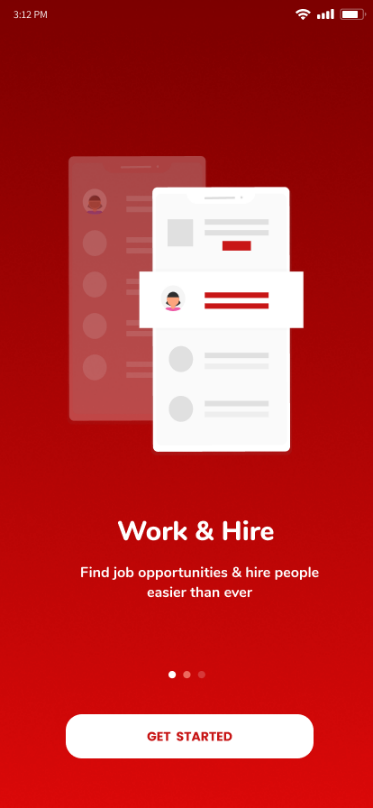 3:12 PM
Work & Hire
Find job opportunities & hire people
easier than ever
GET STARTED